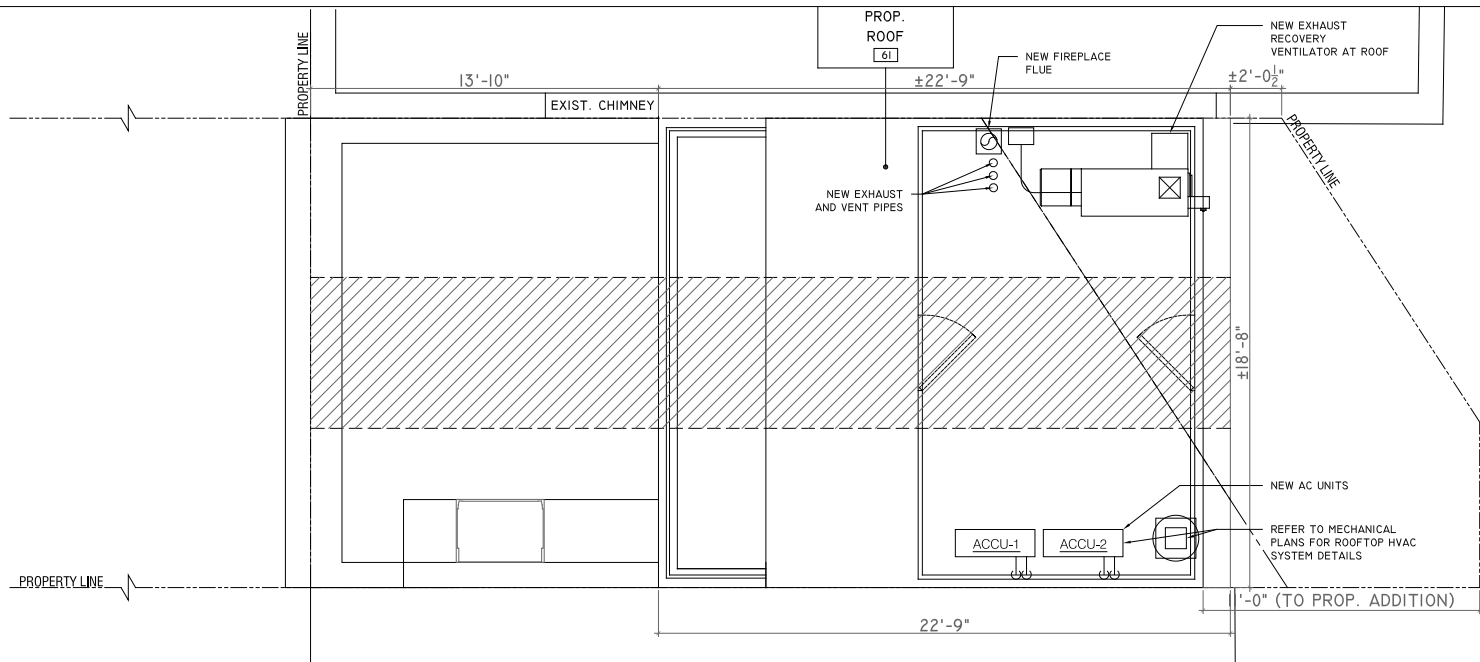 PROP.
ROOF
61
NEW EXHAUST
RECOVERY
VENTILATOR AT ROOF
NEW FIREPLACE
FLUE
PROPERTY LINE
13'-10"
±22'-9"
±2'-0½"
EXIST. CHIMNEY
PROPERTY LINE
NEW EXHAUST
AND VENT PIPES
±18'-8"
NEW AC UNITS
ACCU-1
ACCU-2
REFER TO MECHANICAL
PLANS FOR ROOFTOP HVAC
SYSTEM DETAILS
PROPERTY LINE
11'-0" (TO PROP. ADDITION)
22'-9"